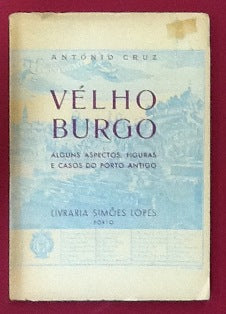 ANTÓNIO CRUZ
VÉLHO
BURGO
ALGUNS ASPECTOS, FIGURAS
E CASOS DO PORTO ANTIGO
LIVRARIA SIMÕES LOPES
PORTO